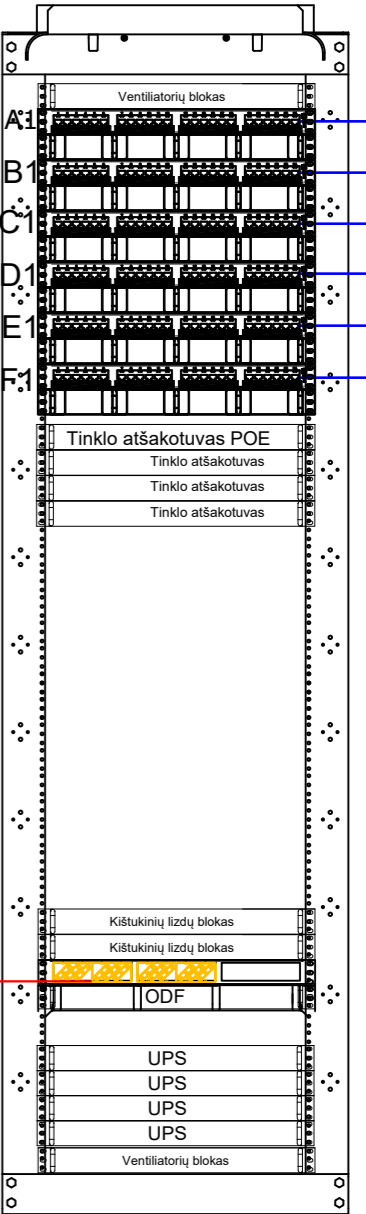 Ventiliatorių blokas
A1
B1
C1
D1
E1
F1
Tinklo atšakotuvas POE
Tinklo atšakotuvas
Tinklo atšakotuvas
Tinklo atšakotuvas
Kištukinių lizdų blokas
Kištukinių lizdų blokas
ODF
UPS
UPS
UPS
UPS
Ventiliatorių blokas